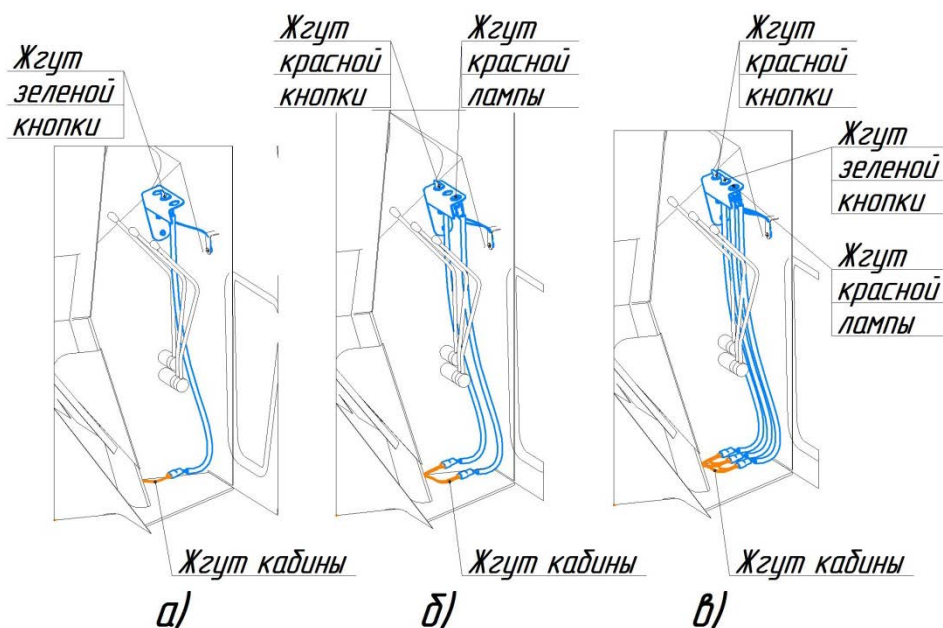 Жгут
зеленой
кнопки
Жгут
красной
кнопки
Жгут
красной
лампы
Жгут
красной
кнопки
Жгут
зеленой
кнопки
Жгут
красной
лампы
Жгут кабины
Жгут кабины
Жгут кабины
а)
б)
в)